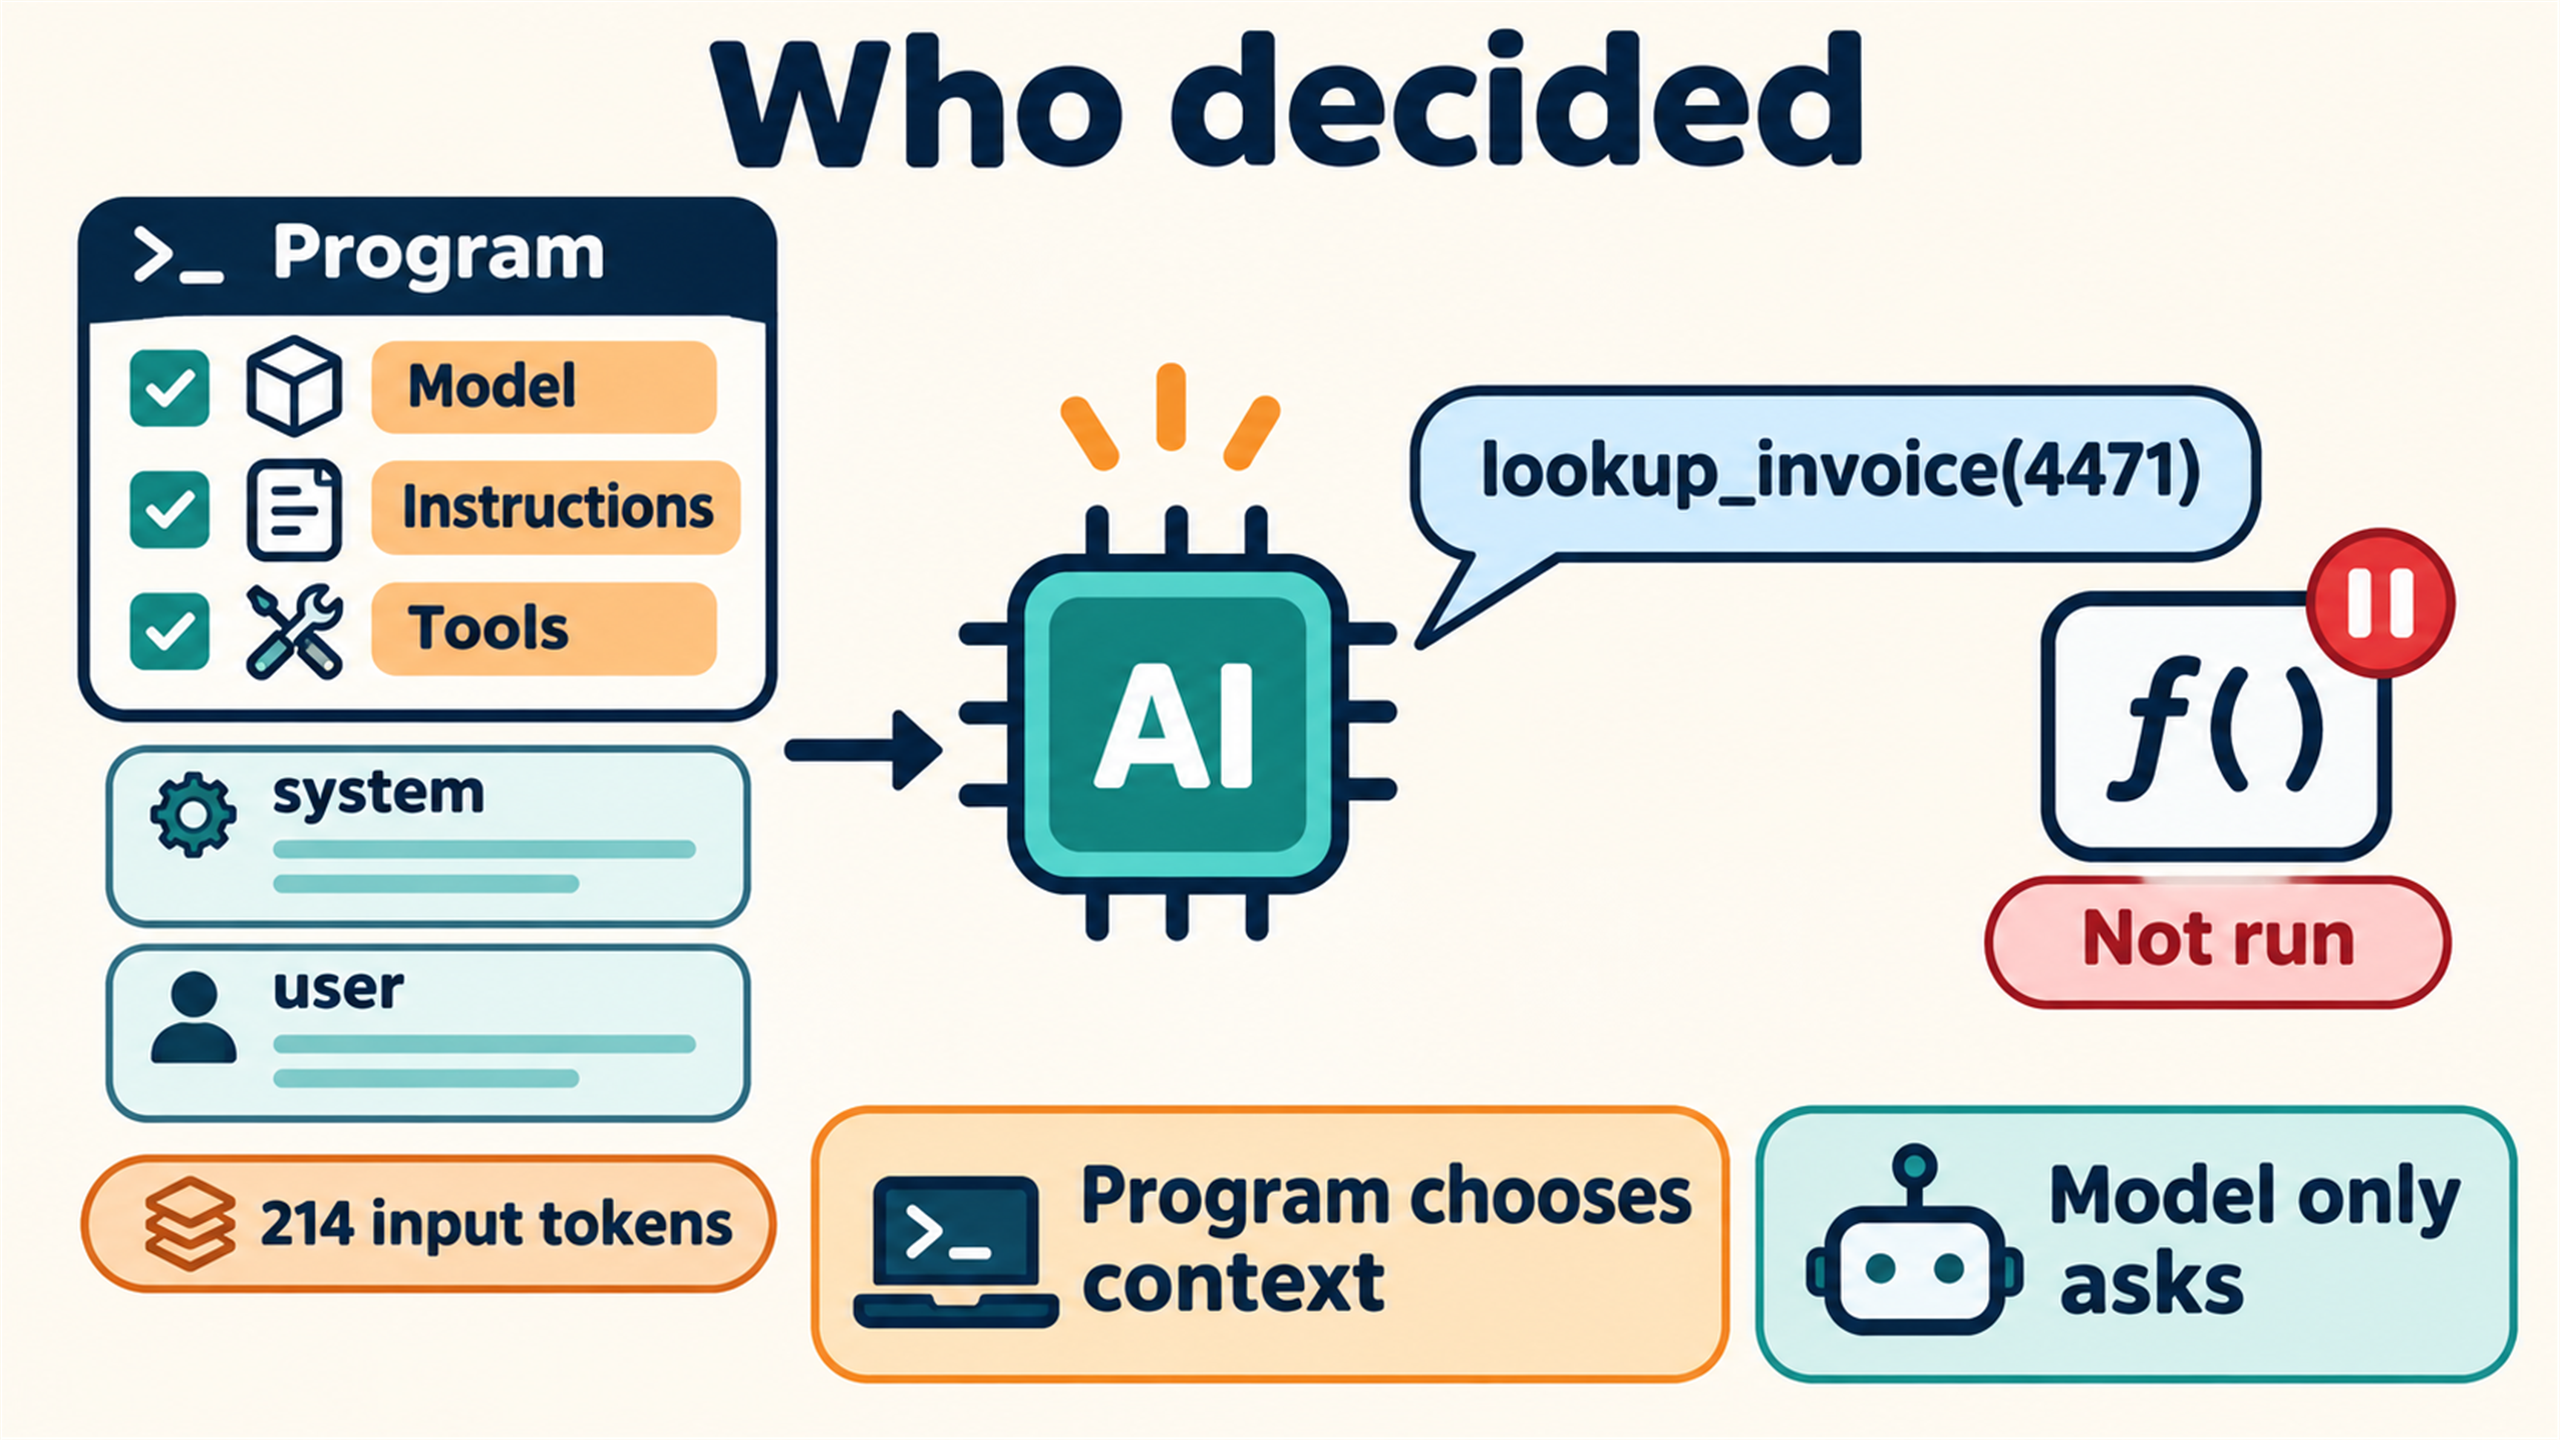 Who decided
>_ Program
Model
Instructions
Tools
system
user
214 input tokens
AI
lookup_invoice(4471)
f()
Not run
>_
Program chooses
context
Model only
asks